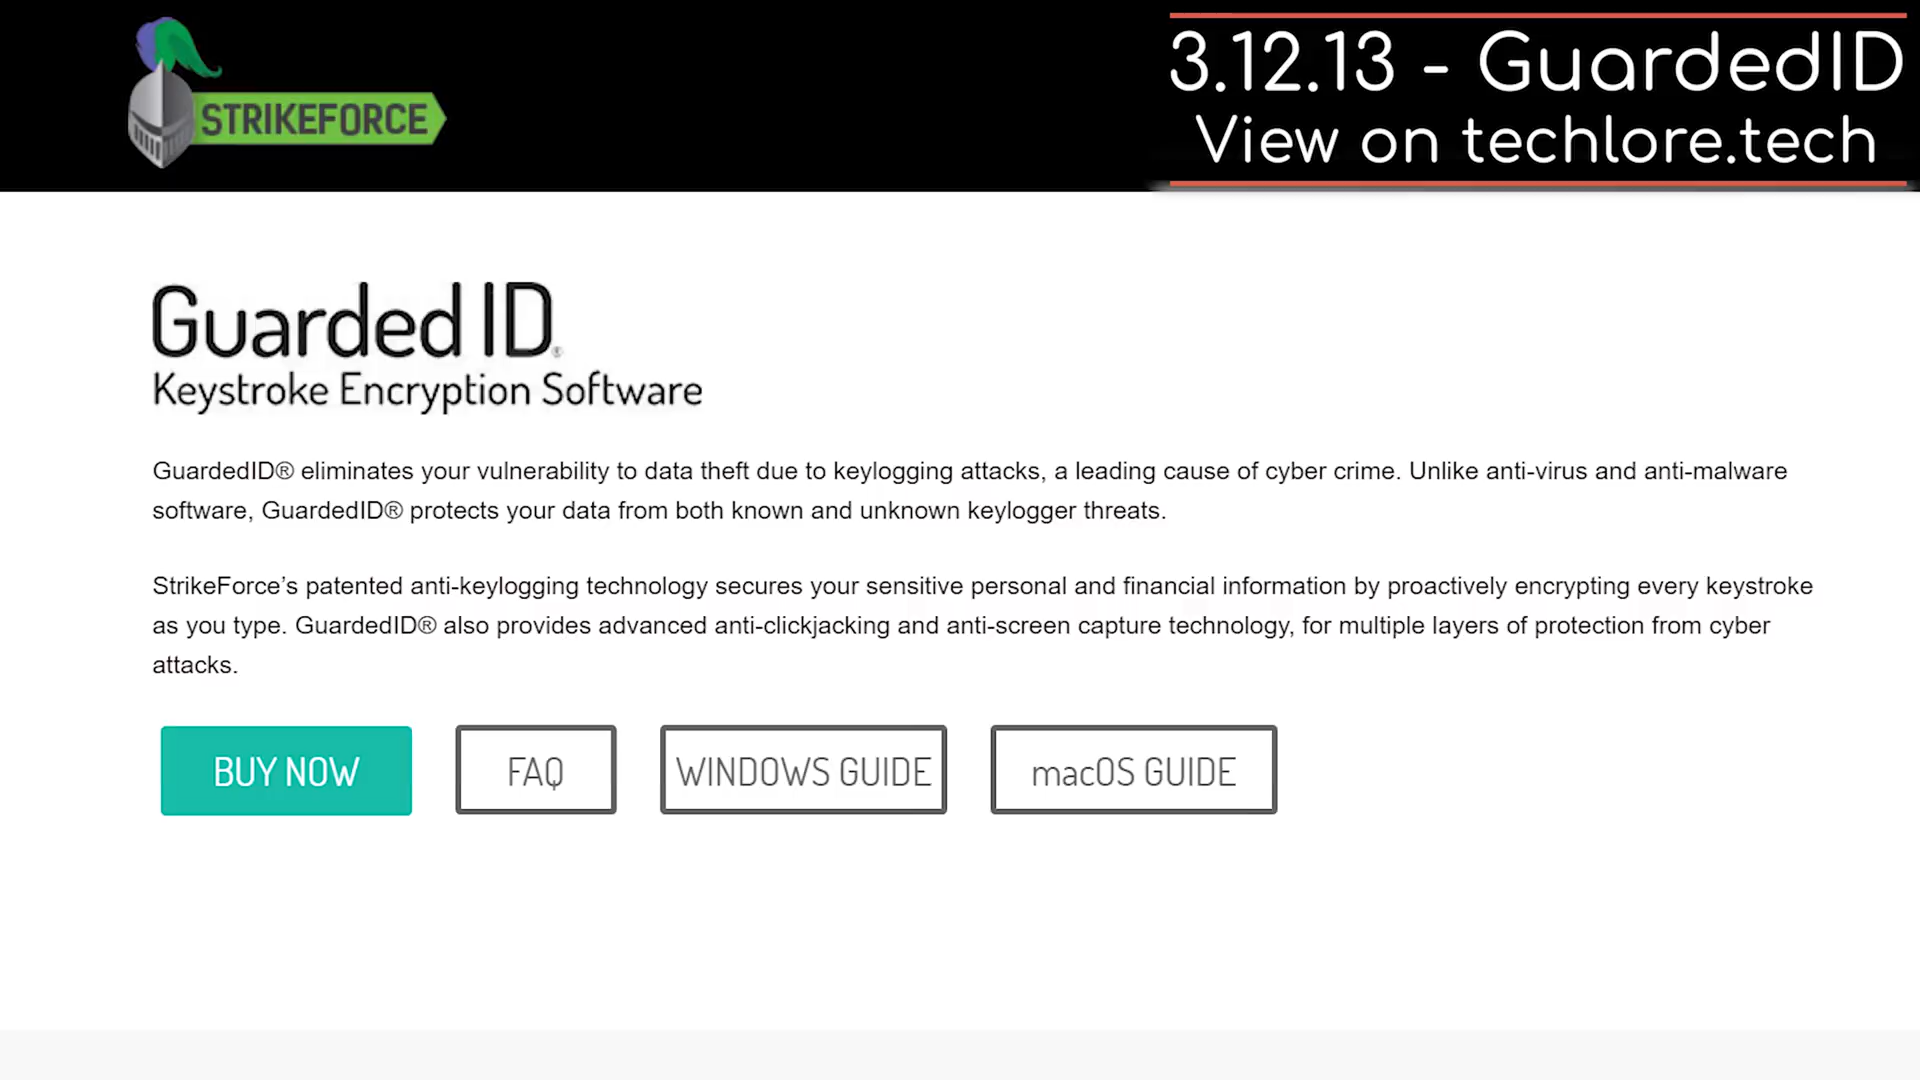 STRIKEFORCE
3.12.13 - GuardedID
View on techlore.tech
Guarded ID®
Keystroke Encryption Software
GuardedID® eliminates your vulnerability to data theft due to keylogging attacks, a leading cause of cyber crime. Unlike anti-virus and anti-malware
software, GuardedID® protects your data from both known and unknown keylogger threats.
StrikeForce’s patented anti-keylogging technology secures your sensitive personal and financial information by proactively encrypting every keystroke
as you type. GuardedID® also provides advanced anti-clickjacking and anti-screen capture technology, for multiple layers of protection from cyber
attacks.
BUY NOW
FAQ
WINDOWS GUIDE
macOS GUIDE